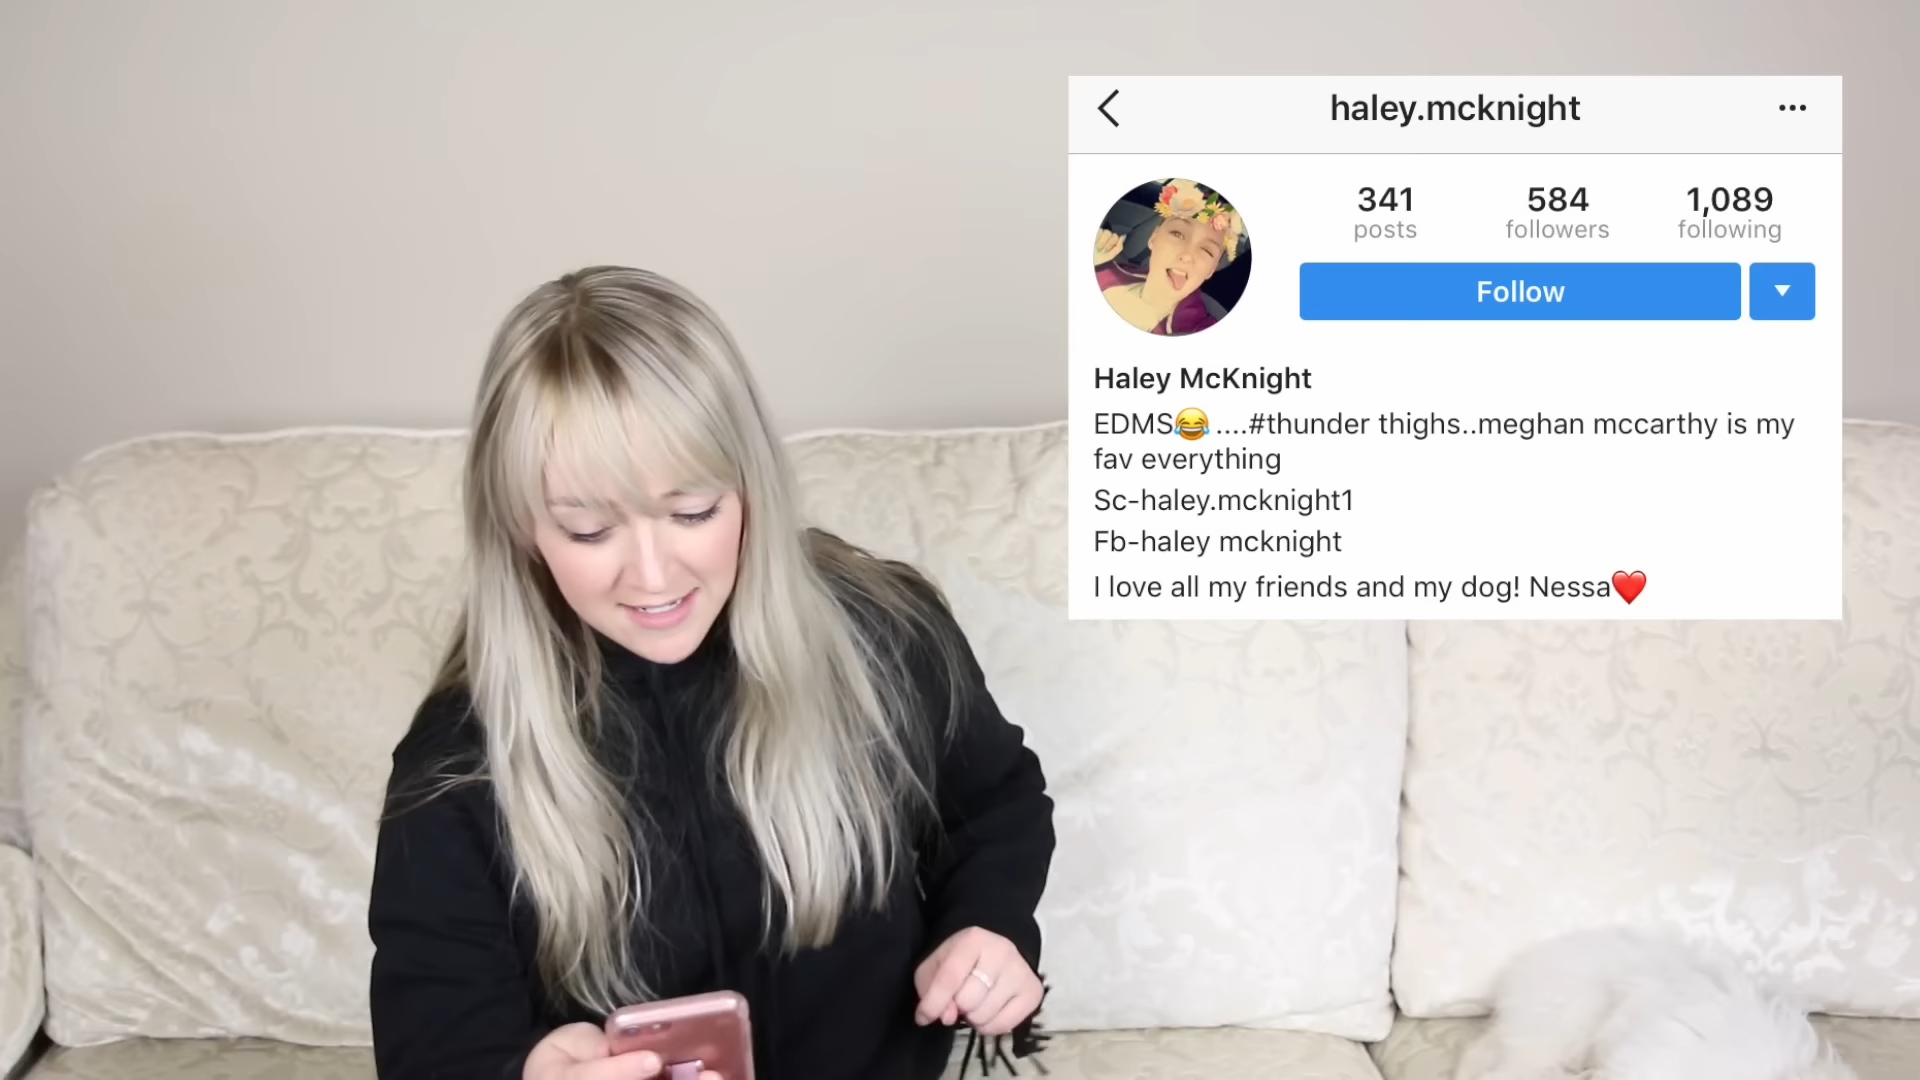 haley.mcknight
341
584
1,089
posts
followers
following
Follow
Haley McKnight
EDMS😂 ....#thunder thighs..meghan mccarthy is my
fav everything
Sc-haley.mcknight1
Fb-haley mcknight
I love all my friends and my dog! Nessa❤️